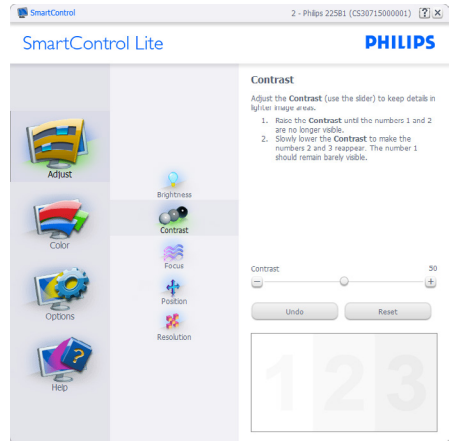 SmartControl
2 - Philips 225B1 (CS30715000001)
SmartControl Lite
PHILIPS
Adjust
Color
Options
Help
Brightness
Contrast
Focus
Position
Resolution
Contrast
Adjust the Contrast (use the slider) to keep details in
lighter image areas.
1. Raise the Contrast until the numbers 1 and 2
are no longer visible.
2. Slowly lower the Contrast to make the
numbers 2 and 3 reappear. The number 1
should remain barely visible.
Contrast 50
Undo Reset
1 2 3